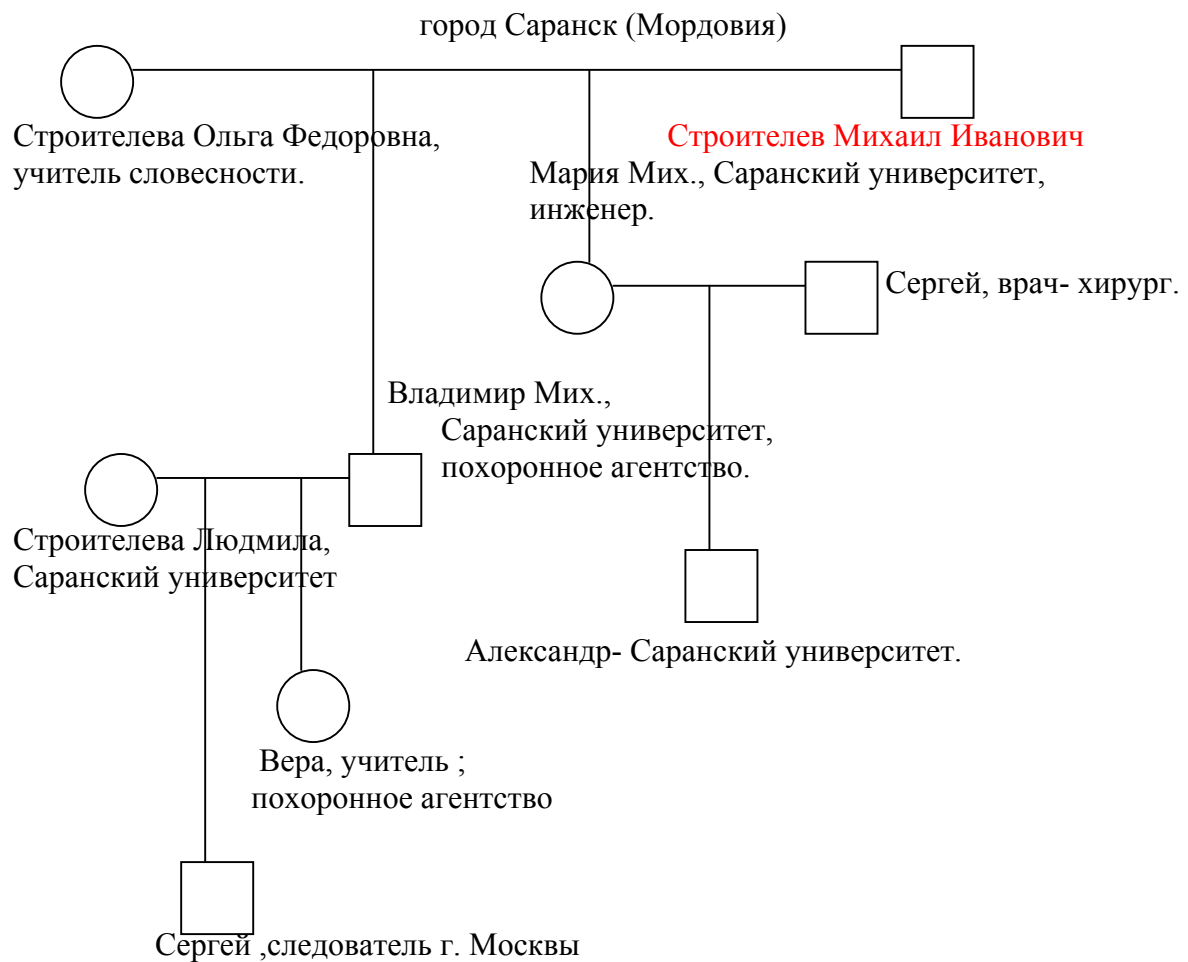 город Саранск (Мордовия)
Строителева Ольга Федоровна,
учитель словесности.
Строителев Михаил Иванович
Мария Мих., Саранский университет,
инженер.
Сергей, врач- хирург.
Владимир Мих.,
Саранский университет,
похоронное агентство.
Строителева Людмила,
Саранский университет
Александр- Саранский университет.
Вера, учитель ;
похоронное агентство
Сергей ,следователь г. Москвы